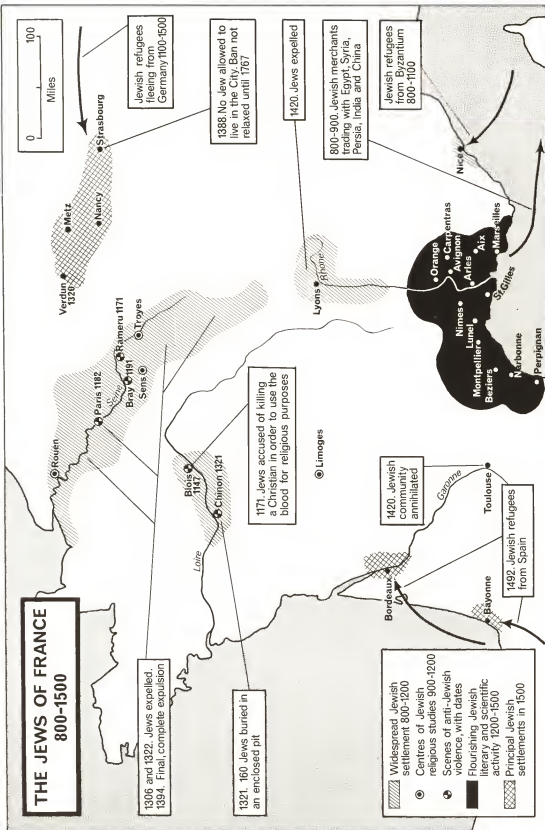 THE JEWS OF FRANCE
800-1500
0
100
Miles
Jewish refugees
fleeing from
Germany 1100-1500
1388. No Jew allowed to
live in the City. Ban not
relaxed until 1767
1420. Jews expelled
800-900. Jewish merchants
trading with Egypt, Syria,
Persia, India and China
Jewish refugees
from Byzantium
800-1100
Strasbourg
Metz
Nancy
Verdun
1320
Rouen
Paris 1182
Seine
Rameru 1171
Bray 1191
Troyes
Sens
Lyons
Rhone
Nice
Orange
Carpentras
Avignon
Nimes
Arles
Aix
Lunel
Marseilles
Montpellier
St.Gilles
Beziers
Narbonne
Perpignan
Blois
1147
Chinon 1321
Loire
Limoges
1171. Jews accused of killing
a Christian in order to use the
blood for religious purposes
1306 and 1322. Jews expelled.
1394. Final, complete expulsion
1321. 160 Jews buried in
an enclosed pit
1420. Jewish
community
annihilated
Garonne
Toulouse
Bordeaux
Bayonne
1492. Jewish refugees
from Spain
Widespread Jewish
settlement 800-1200
Centres of Jewish
religious studies 900-1200
Scenes of anti-Jewish
violence, with dates
Flourishing Jewish
literary and scientific
activity 1200-1500
Principal Jewish
settlements in 1500